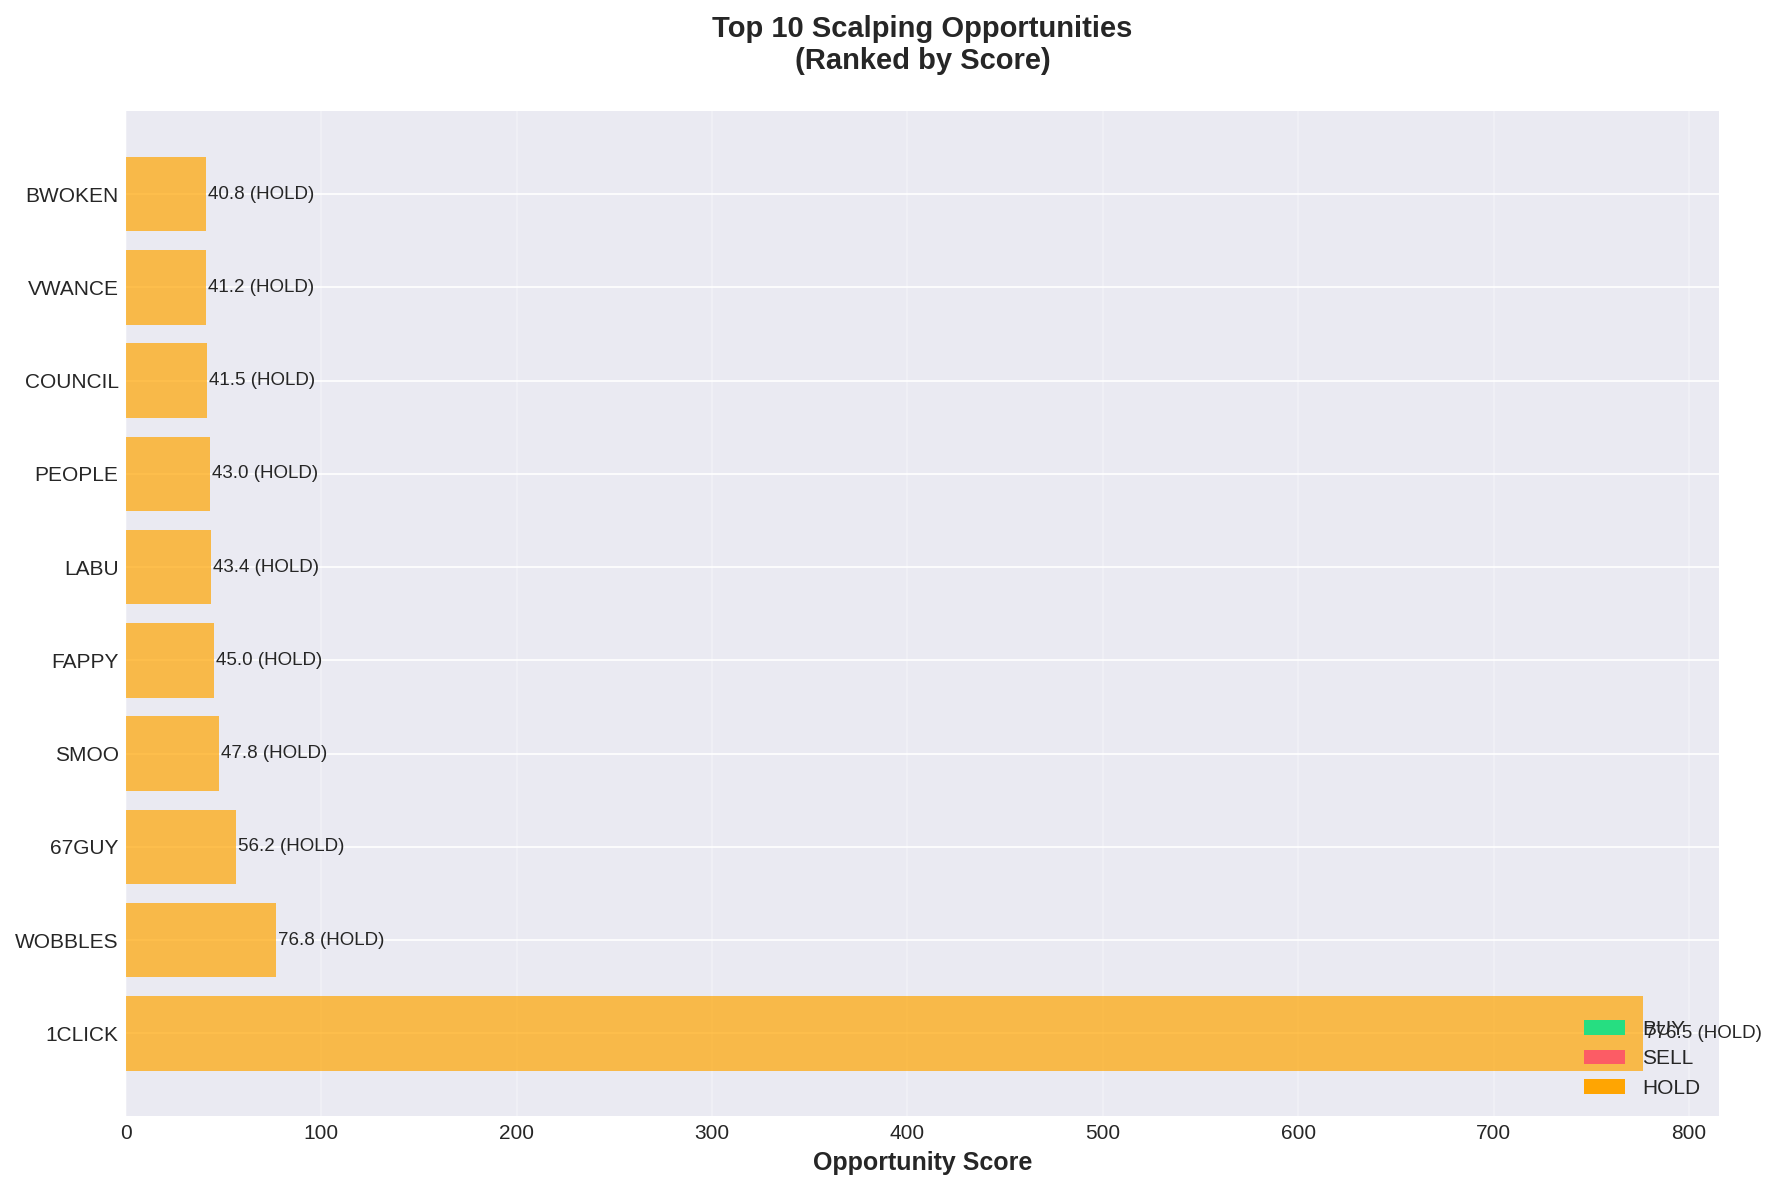 Top 10 Scalping Opportunities
(Ranked by Score)
BWOKEN
40.8 (HOLD)
VWANCE
41.2 (HOLD)
COUNCIL
41.5 (HOLD)
PEOPLE
43.0 (HOLD)
LABU
43.4 (HOLD)
FAPPY
45.0 (HOLD)
SMOO
47.8 (HOLD)
67GUY
56.2 (HOLD)
WOBBLES
76.8 (HOLD)
1CLICK
776.5 (HOLD)
BUY
SELL
HOLD
0 100 200 300 400 500 600 700 800
Opportunity Score